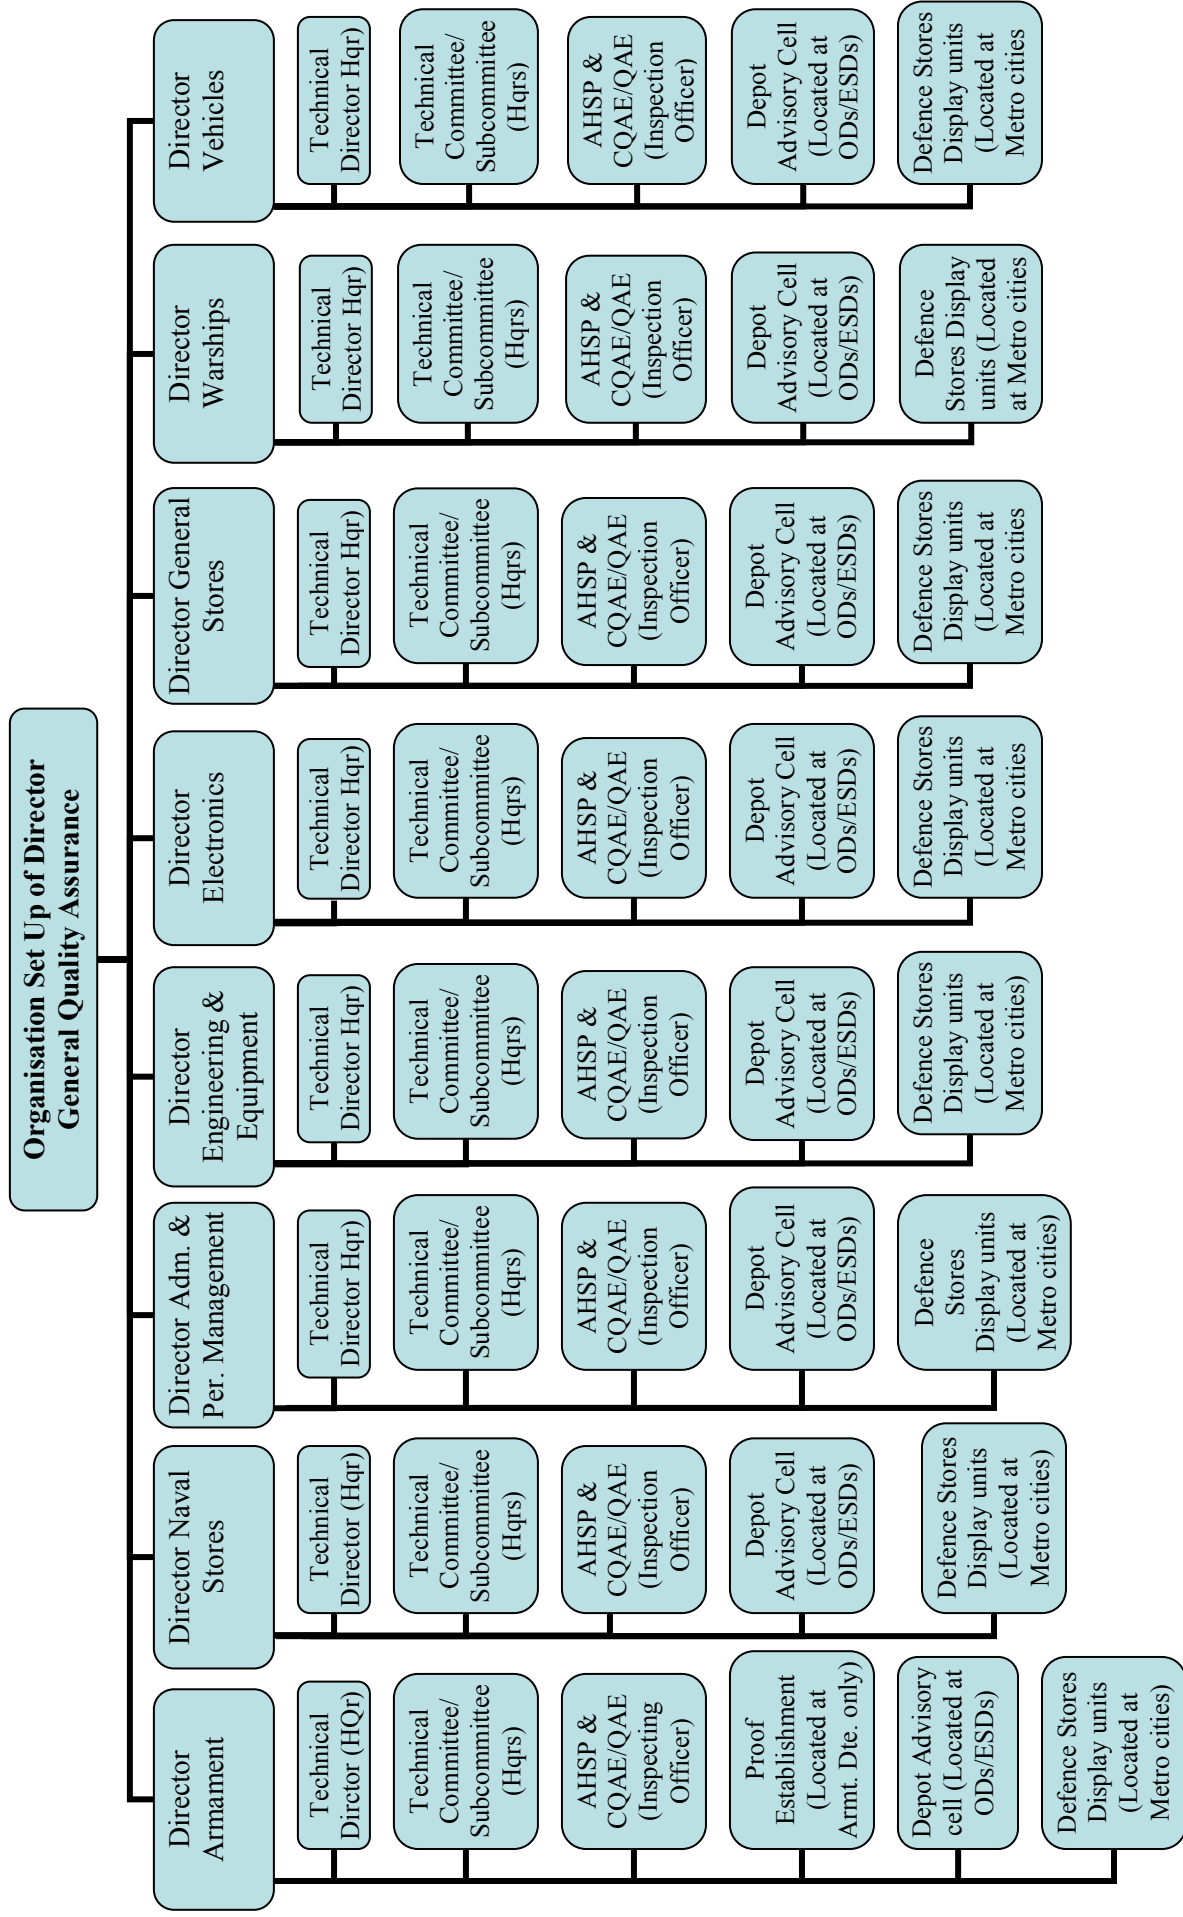 Organisation Set Up of Director
General Quality Assurance
Director
Armament
Technical
Dirctor (HQr)
Technical
Committee/
Subcommittee
(Hqrs)
AHSP &
CQAE/QAE
(Inspecting
Officer)
Proof
Establishment
(Located at
Armt. Dte. only)
Depot Advisory
cell (Located at
ODs/ESDs)
Defence Stores
Display units
(Located at
Metro cities)
Director Naval
Stores
Technical
Director (Hqr)
Technical
Committee/
Subcommittee
(Hqrs)
AHSP &
CQAE/QAE
(Inspection
Officer)
Depot
Advisory Cell
(Located at
ODs/ESDs)
Defence Stores
Display units
(Located at
Metro cities)
Director Adm. &
Per. Management
Technical
Director Hqr)
Technical
Committee/
Subcommittee
(Hqrs)
AHSP &
CQAE/QAE
(Inspection
Officer)
Depot
Advisory Cell
(Located at
ODs/ESDs)
Defence
Stores
Display units
(Located at
Metro cities)
Director
Engineering &
Equipment
Technical
Director Hqr)
Technical
Committee/
Subcommittee
(Hqrs)
AHSP &
CQAE/QAE
(Inspection
Officer)
Depot
Advisory Cell
(Located at
ODs/ESDs)
Defence Stores
Display units
(Located at
Metro cities)
Director
Electronics
Technical
Director Hqr)
Technical
Committee/
Subcommittee
(Hqrs)
AHSP &
CQAE/QAE
(Inspection
Officer)
Depot
Advisory Cell
(Located at
ODs/ESDs)
Defence Stores
Display units
(Located at
Metro cities
Director General
Stores
Technical
Director Hqr)
Technical
Committee/
Subcommittee
(Hqrs)
AHSP &
CQAE/QAE
(Inspection
Officer)
Depot
Advisory Cell
(Located at
ODs/ESDs)
Defence Stores
Display units
(Located at
Metro cities
Director
Warships
Technical
Director Hqr)
Technical
Committee/
Subcommittee
(Hqrs)
AHSP &
CQAE/QAE
(Inspection
Officer)
Depot
Advisory Cell
(Located at
ODs/ESDs)
Defence
Stores Display
units (Located
at Metro cities
Director
Vehicles
Technical
Director Hqr)
Technical
Committee/
Subcommittee
(Hqrs)
AHSP &
CQAE/QAE
(Inspection
Officer)
Depot
Advisory Cell
(Located at
ODs/ESDs)
Defence Stores
Display units
(Located at
Metro cities